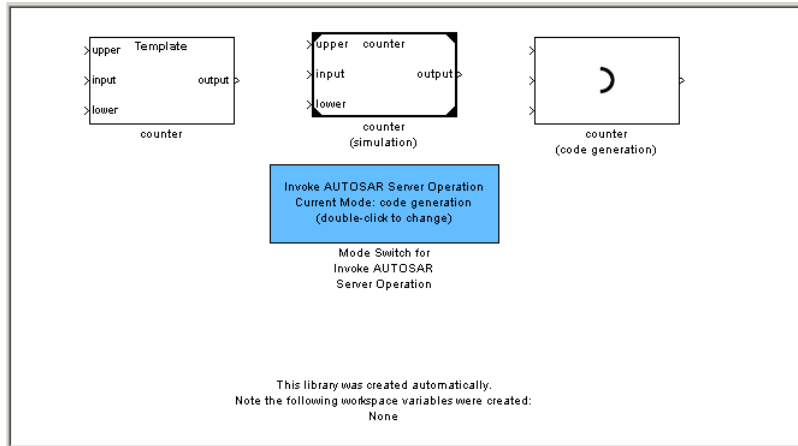 Template
upper
input
output
lower
counter
upper
counter
input
output
lower
counter
(simulation)
counter
(code generation)
Invoke AUTOSAR Server Operation
Current Mode: code generation
(double-click to change)
Mode Switch for
Invoke AUTOSAR
Server Operation
This library was created automatically.
Note the following workspace variables were created:
None